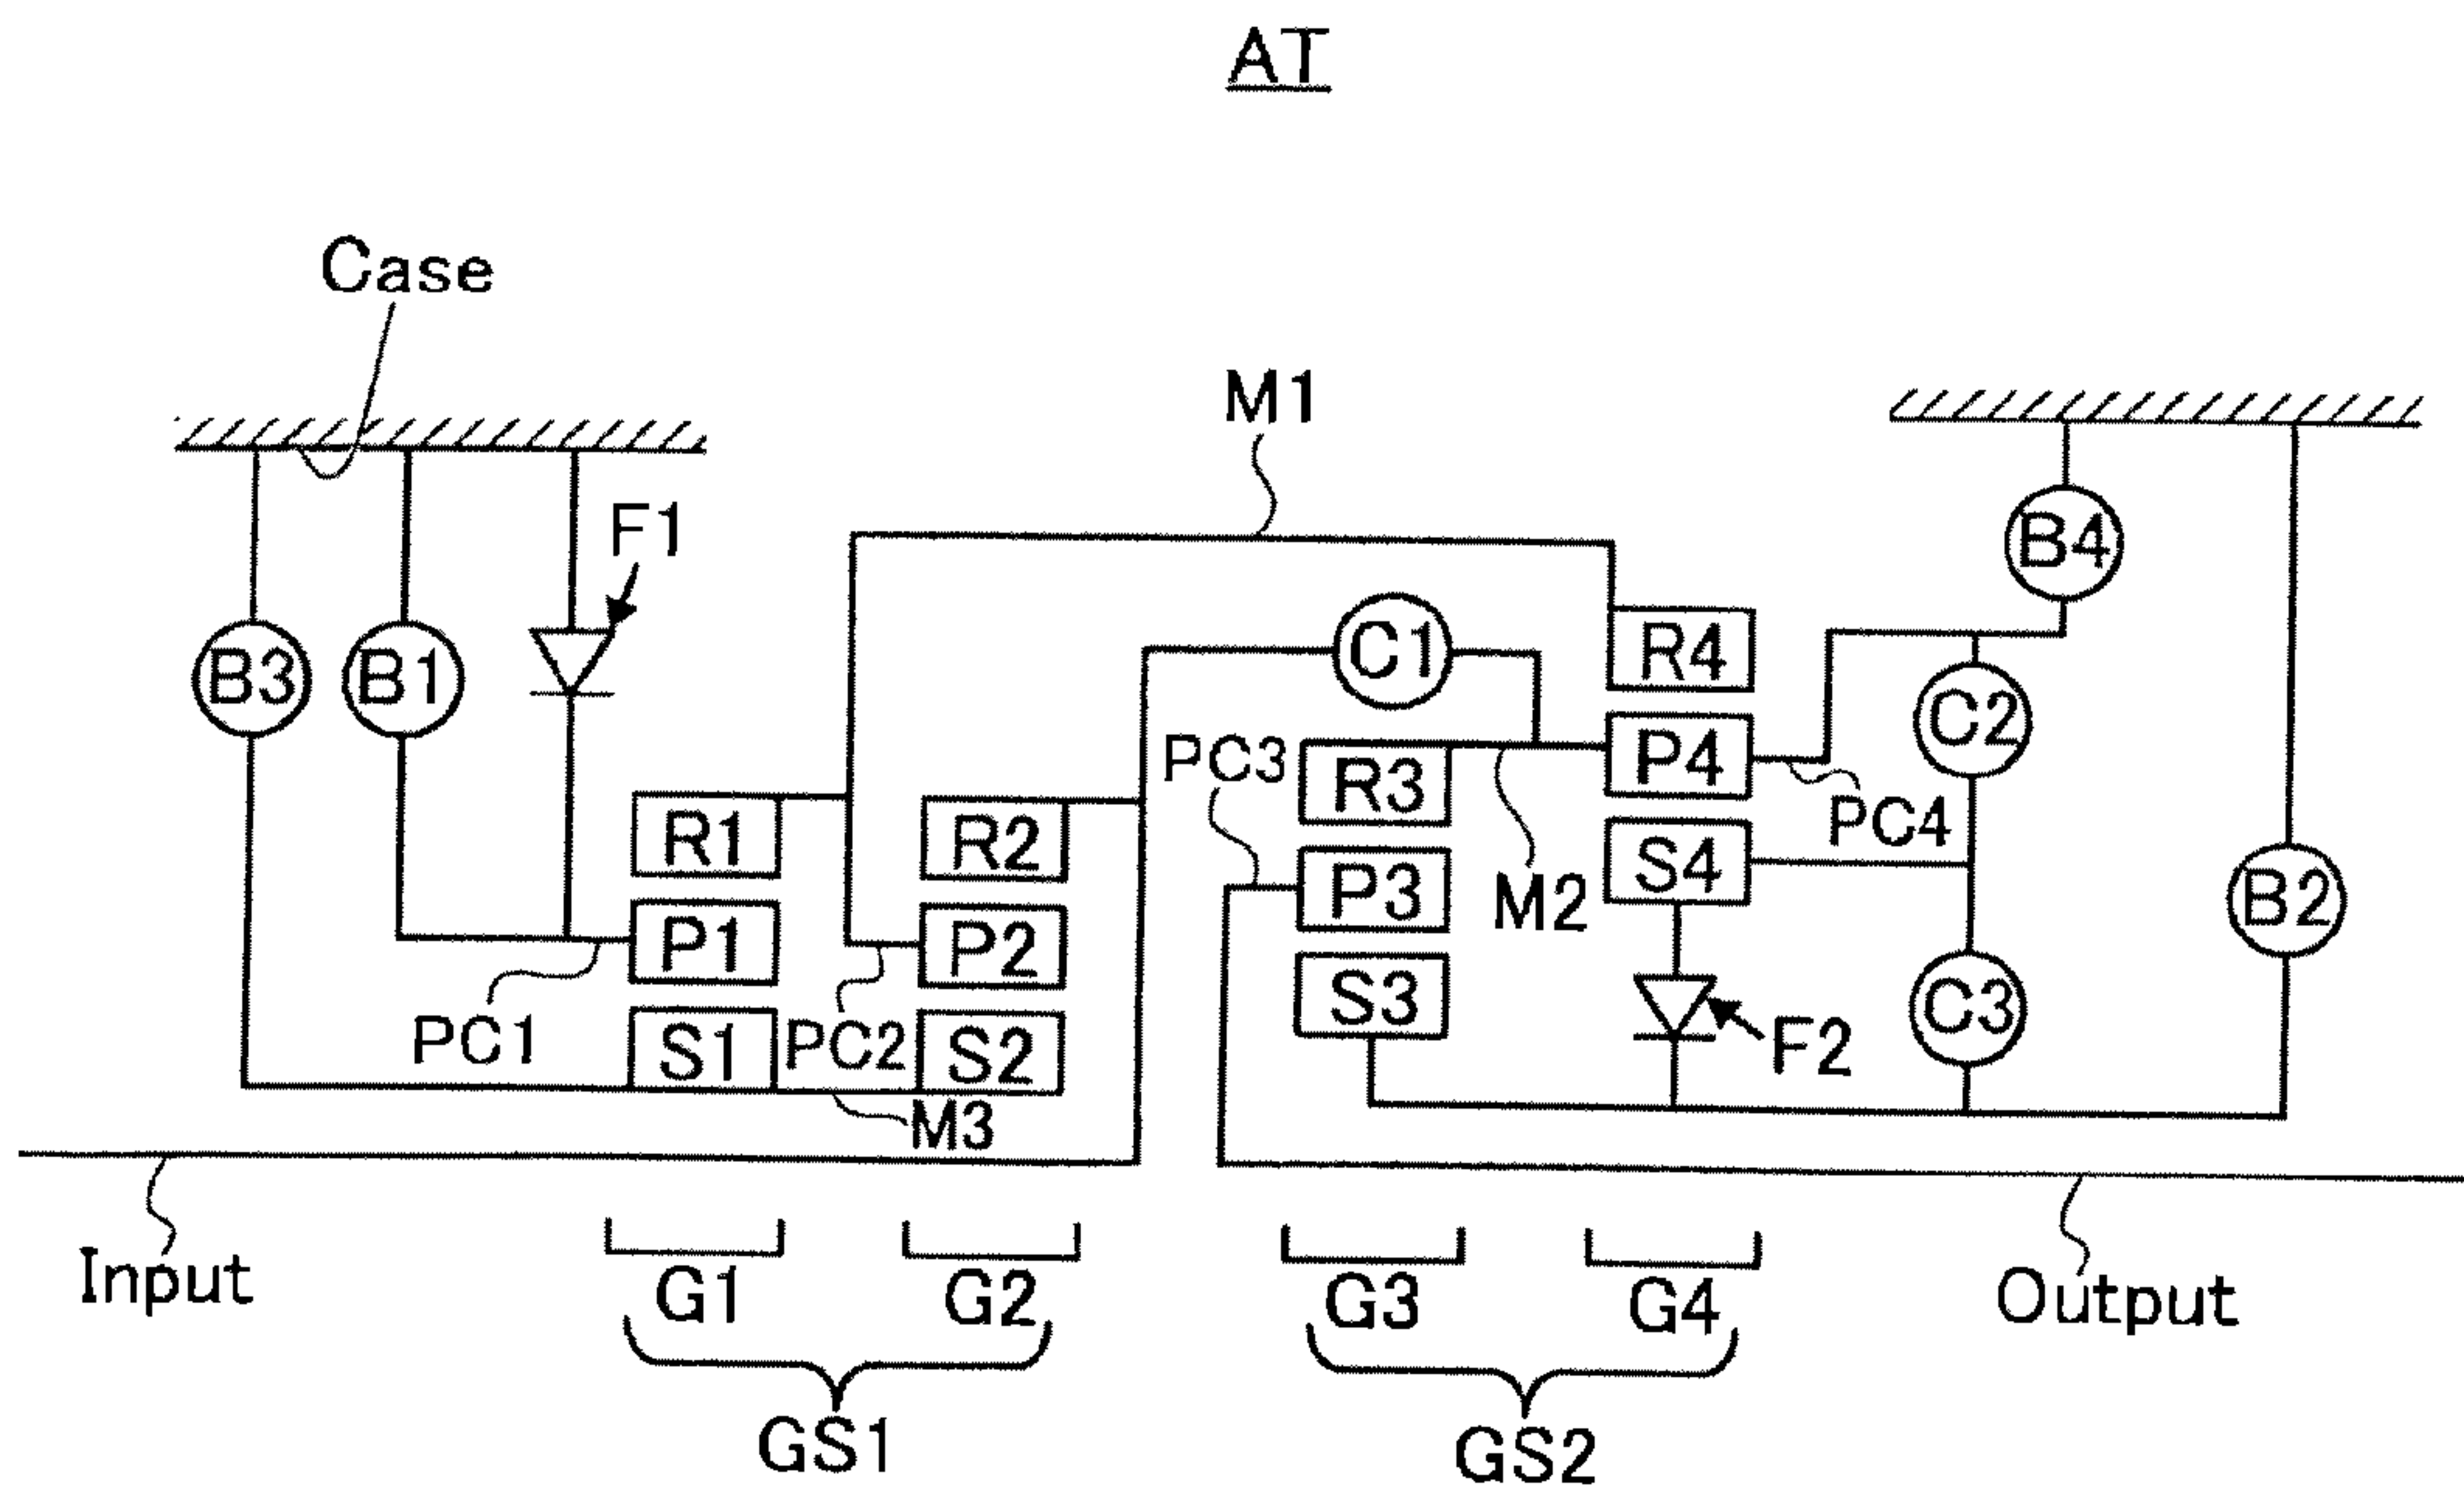 AT
Case
M1
F1
B4
B3
B1
C1
R4
C2
PC3
P4
R3
PC4
R1
R2
S4
P3
M2
B2
P1
P2
S3
PC1
S1
PC2
S2
C3
F2
M3
Input
G1
G2
G3
G4
Output
GS1
GS2